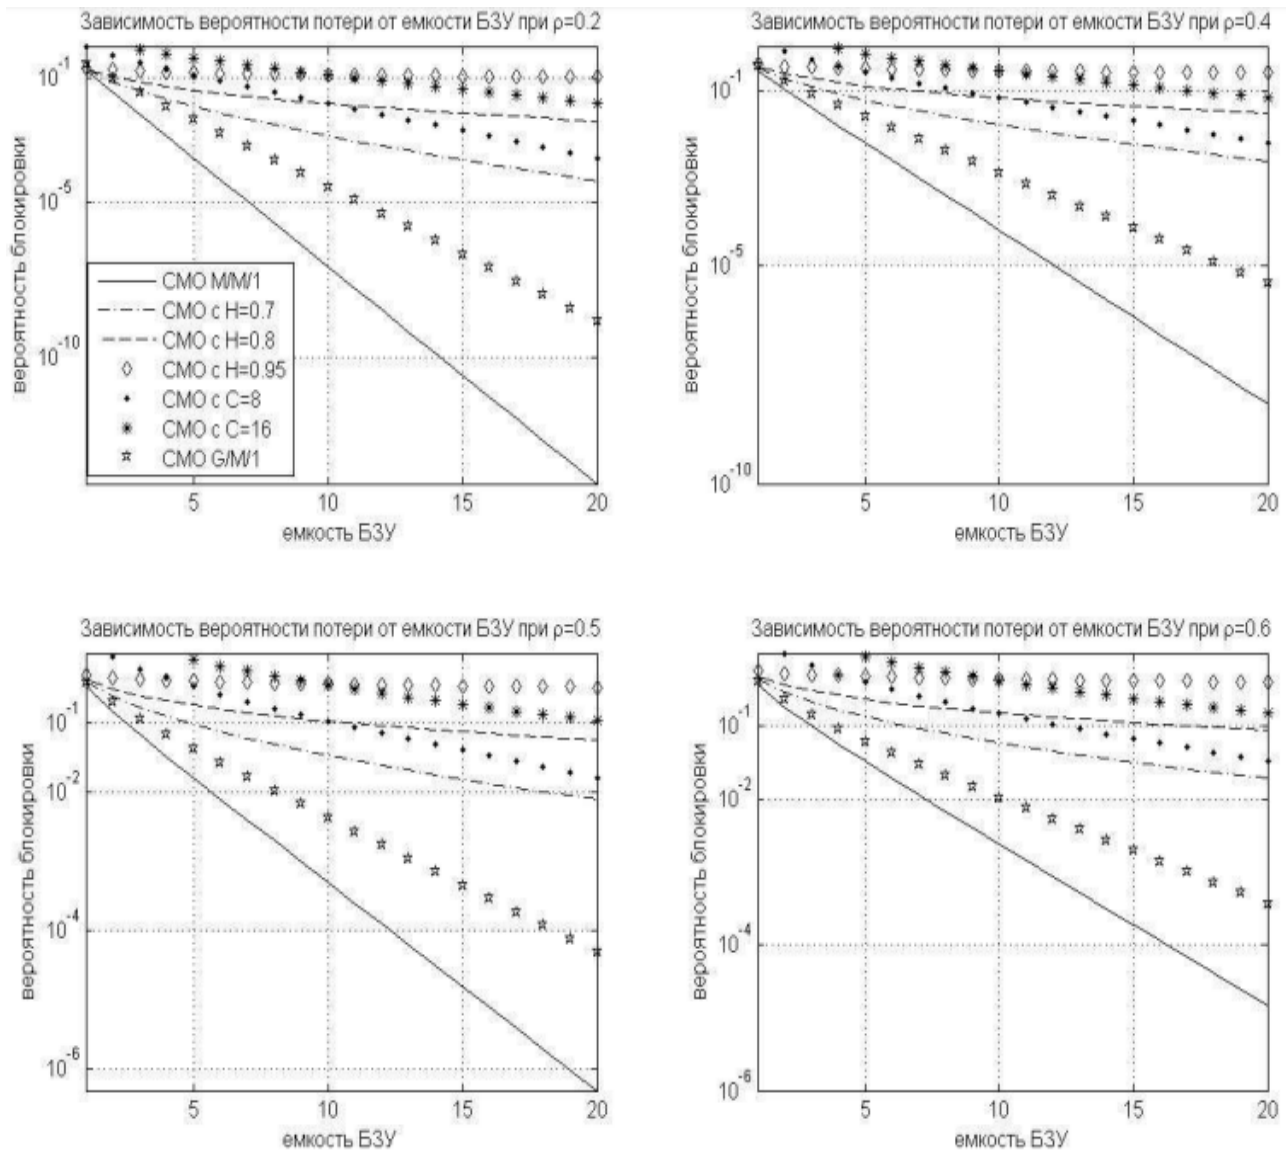 Зависимость вероятности потери от емкости БЗУ при ρ=0.2
10⁻¹
10⁻⁵
10⁻¹⁰
вероятность блокировки
СМО M/M/1
СМО с H=0.7
СМО с H=0.8
СМО с H=0.95
СМО с C=8
СМО с C=16
СМО G/M/1
5 10 15 20
емкость БЗУ
Зависимость вероятности потери от емкости БЗУ при ρ=0.4
10⁻¹
10⁻⁵
10⁻¹⁰
вероятность блокировки
5 10 15 20
емкость БЗУ
Зависимость вероятности потери от емкости БЗУ при ρ=0.5
10⁻¹
10⁻²
10⁻⁴
10⁻⁶
вероятность блокировки
5 10 15 20
емкость БЗУ
Зависимость вероятности потери от емкости БЗУ при ρ=0.6
10⁻¹
10⁻²
10⁻⁴
10⁻⁶
вероятность блокировки
5 10 15 20
емкость БЗУ